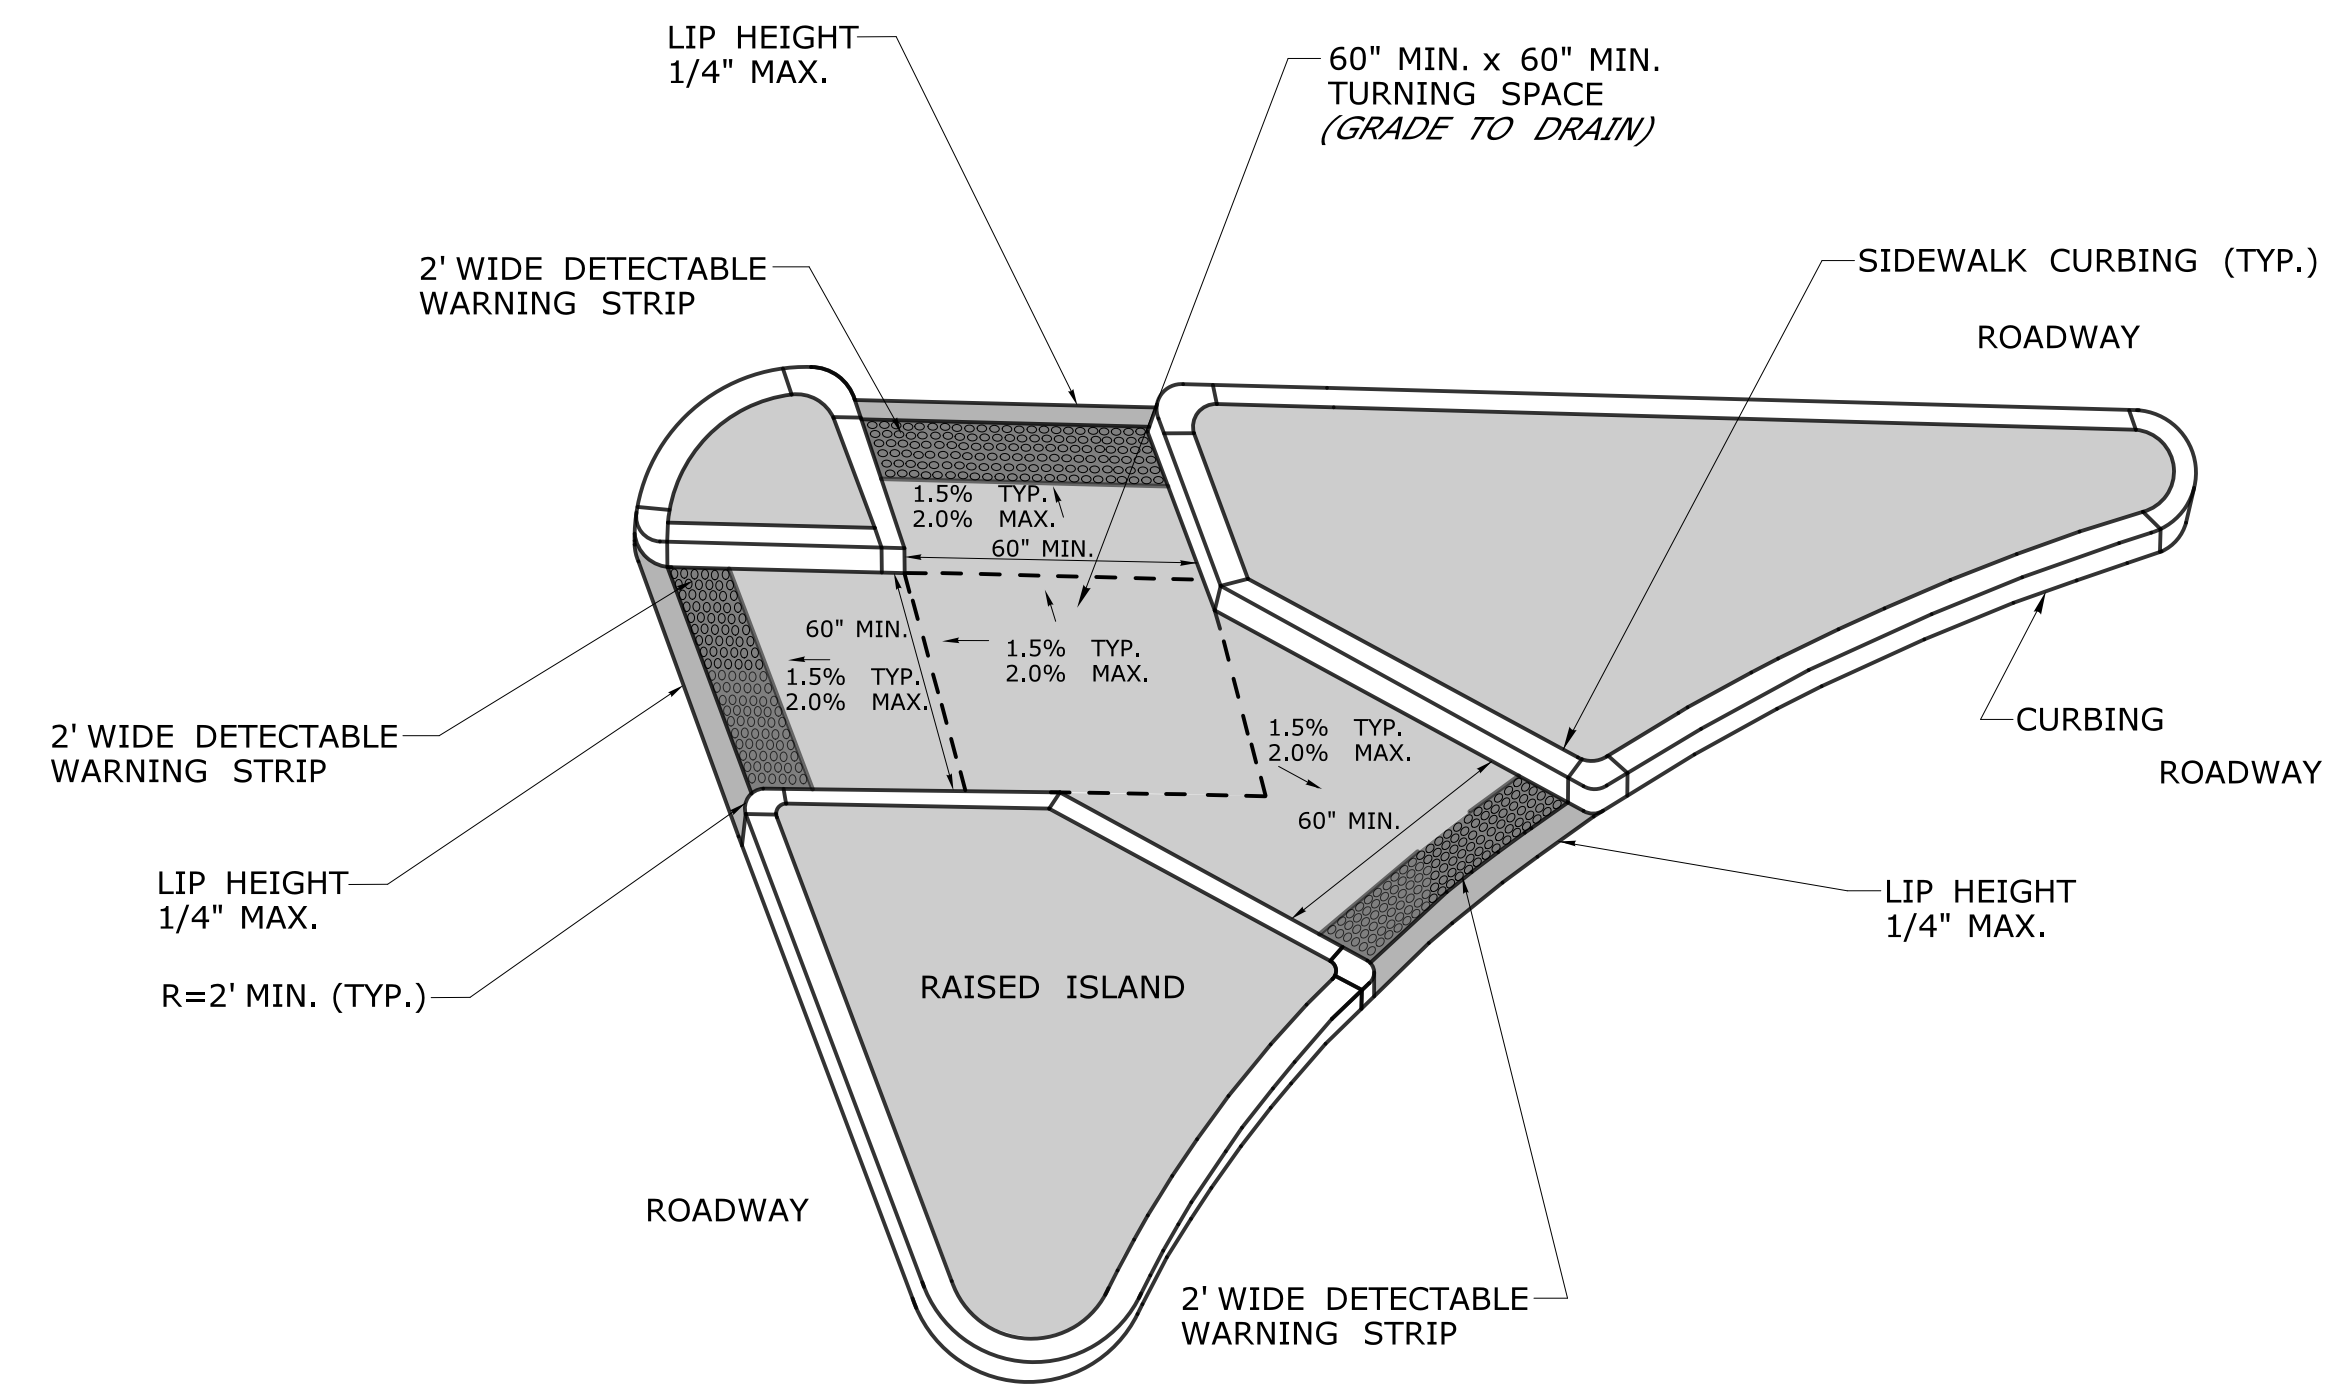 LIP HEIGHT
1/4" MAX.
60" MIN. x 60" MIN.
TURNING SPACE
(GRADE TO DRAIN)
2' WIDE DETECTABLE
WARNING STRIP
SIDEWALK CURBING (TYP.)
ROADWAY
1.5% TYP.
2.0% MAX.
60" MIN.
60" MIN.
1.5% TYP.
2.0% MAX.
1.5% TYP.
2.0% MAX.
1.5% TYP.
2.0% MAX.
60" MIN.
CURBING
ROADWAY
2' WIDE DETECTABLE
WARNING STRIP
LIP HEIGHT
1/4" MAX.
LIP HEIGHT
1/4" MAX.
R=2' MIN. (TYP.)
RAISED ISLAND
ROADWAY
2' WIDE DETECTABLE
WARNING STRIP